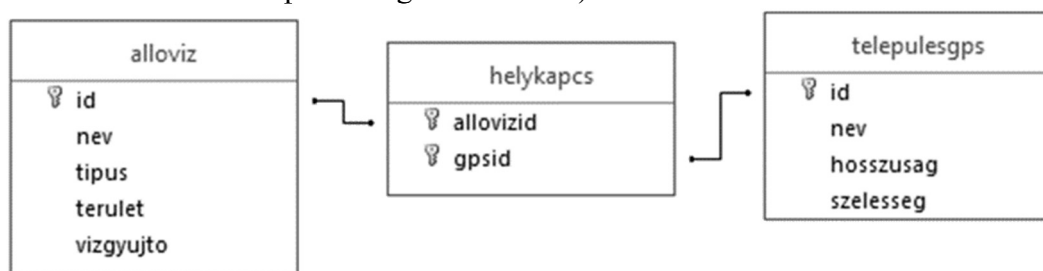 alloviz
id
nev
tipus
terulet
vizgyujto
helykapcs
allovizid
gpsid
telepulesgps
id
nev
hosszusag
szelesseg